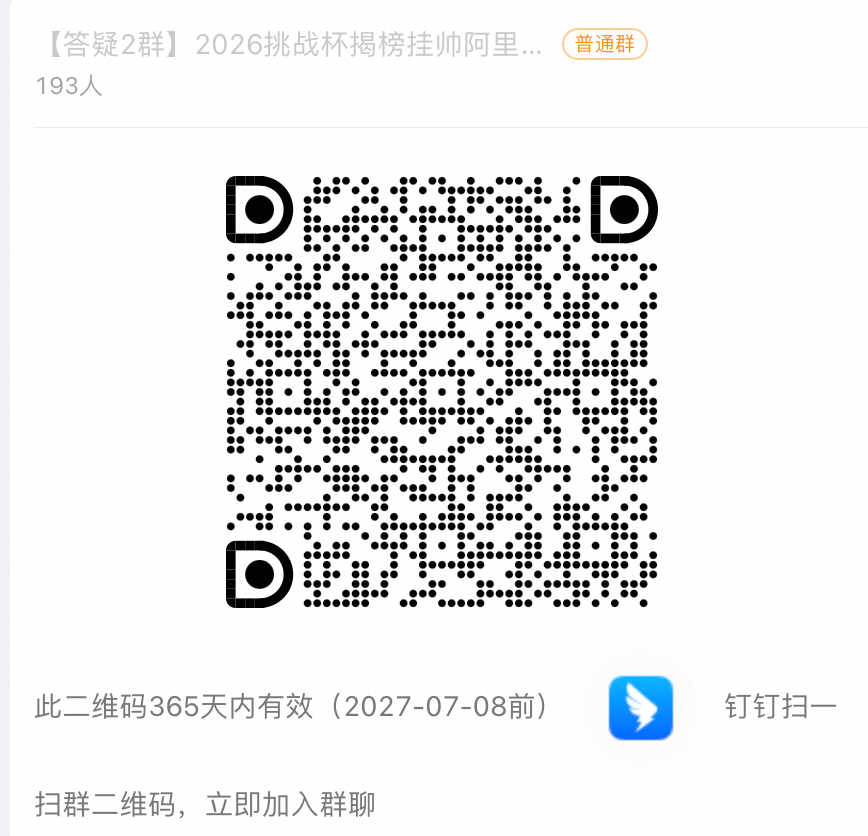 【答疑2群】2026挑战杯揭榜挂帅阿里... 普通群
193人
此二维码365天内有效（2027-07-08前） 钉钉扫一
扫群二维码，立即加入群聊